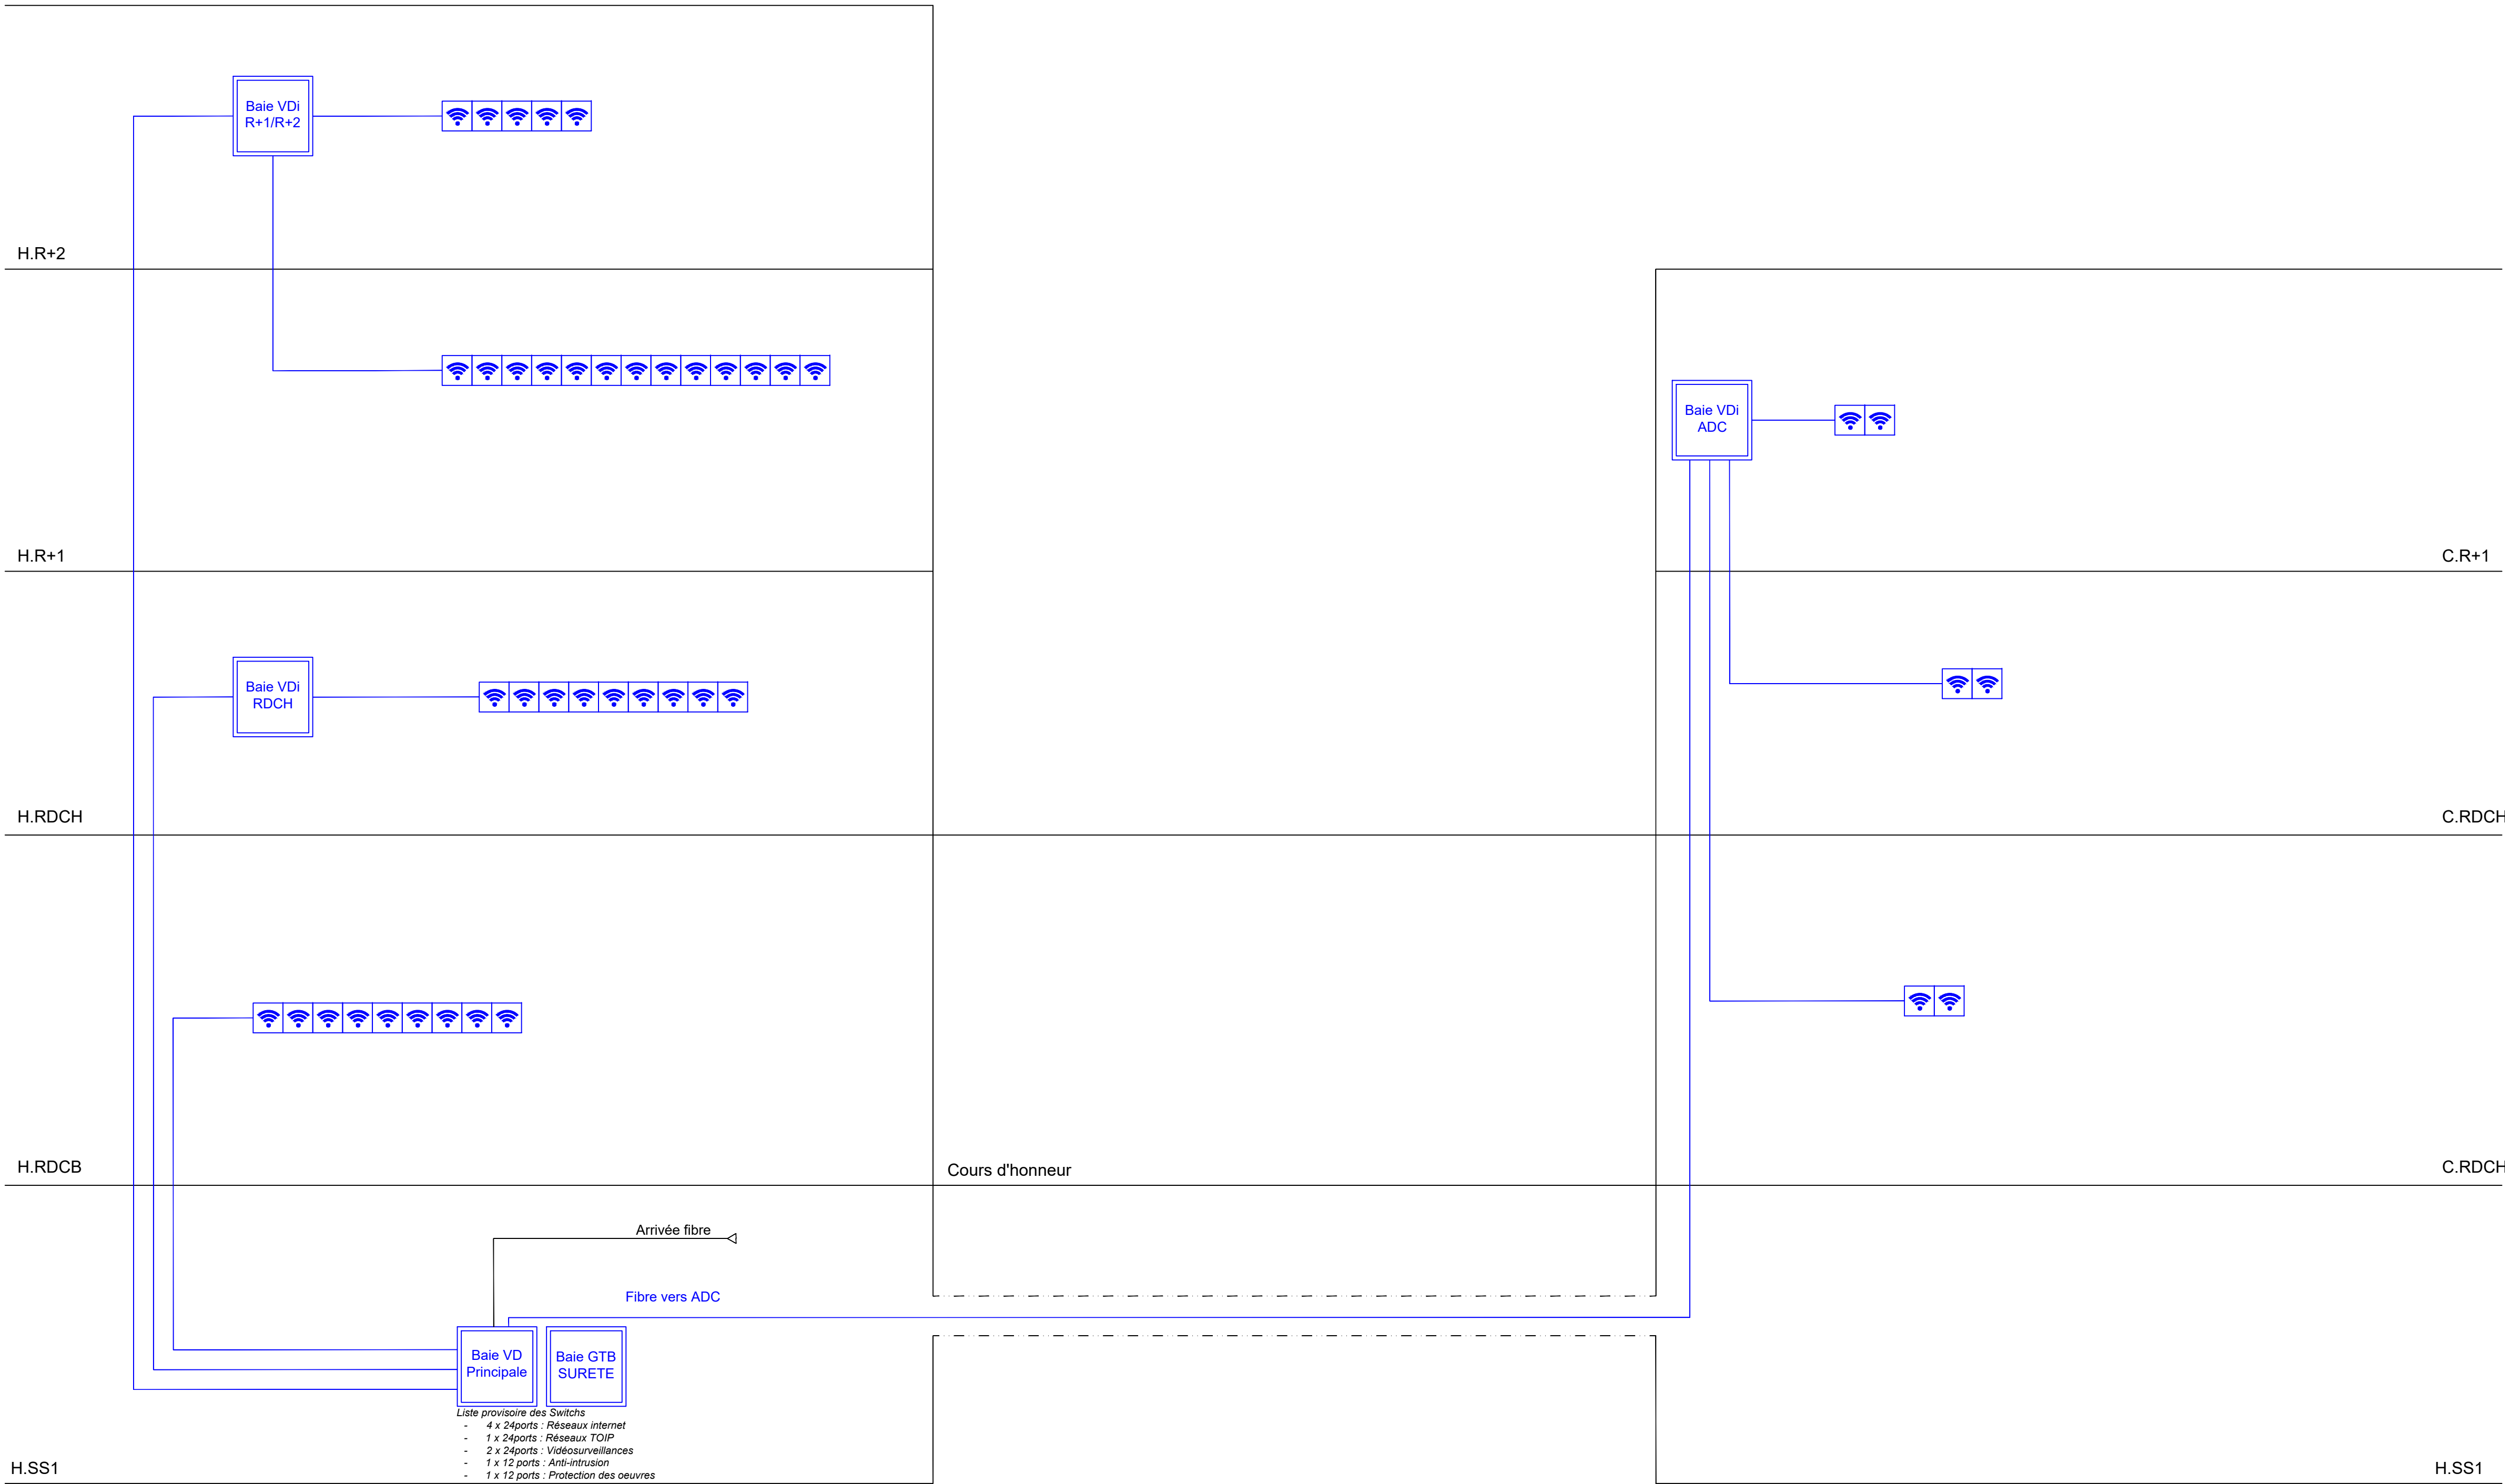 Baie VDi
R+1/R+2
H.R+2
Baie VDi
ADC
H.R+1
C.R+1
Baie VDi
RDCH
H.RDCH
C.RDCH
H.RDCB
Cours d'honneur
C.RDCH
Arrivée fibre
Fibre vers ADC
Baie VD
Principale
Baie GTB
SURETE
Liste provisoire des Switchs
- 4 x 24ports : Réseaux internet
- 1 x 24ports : Réseaux TOIP
- 2 x 24ports : Vidéosurveillances
- 1 x 12 ports : Anti-intrusion
- 1 x 12 ports : Protection des oeuvres
H.SS1
H.SS1